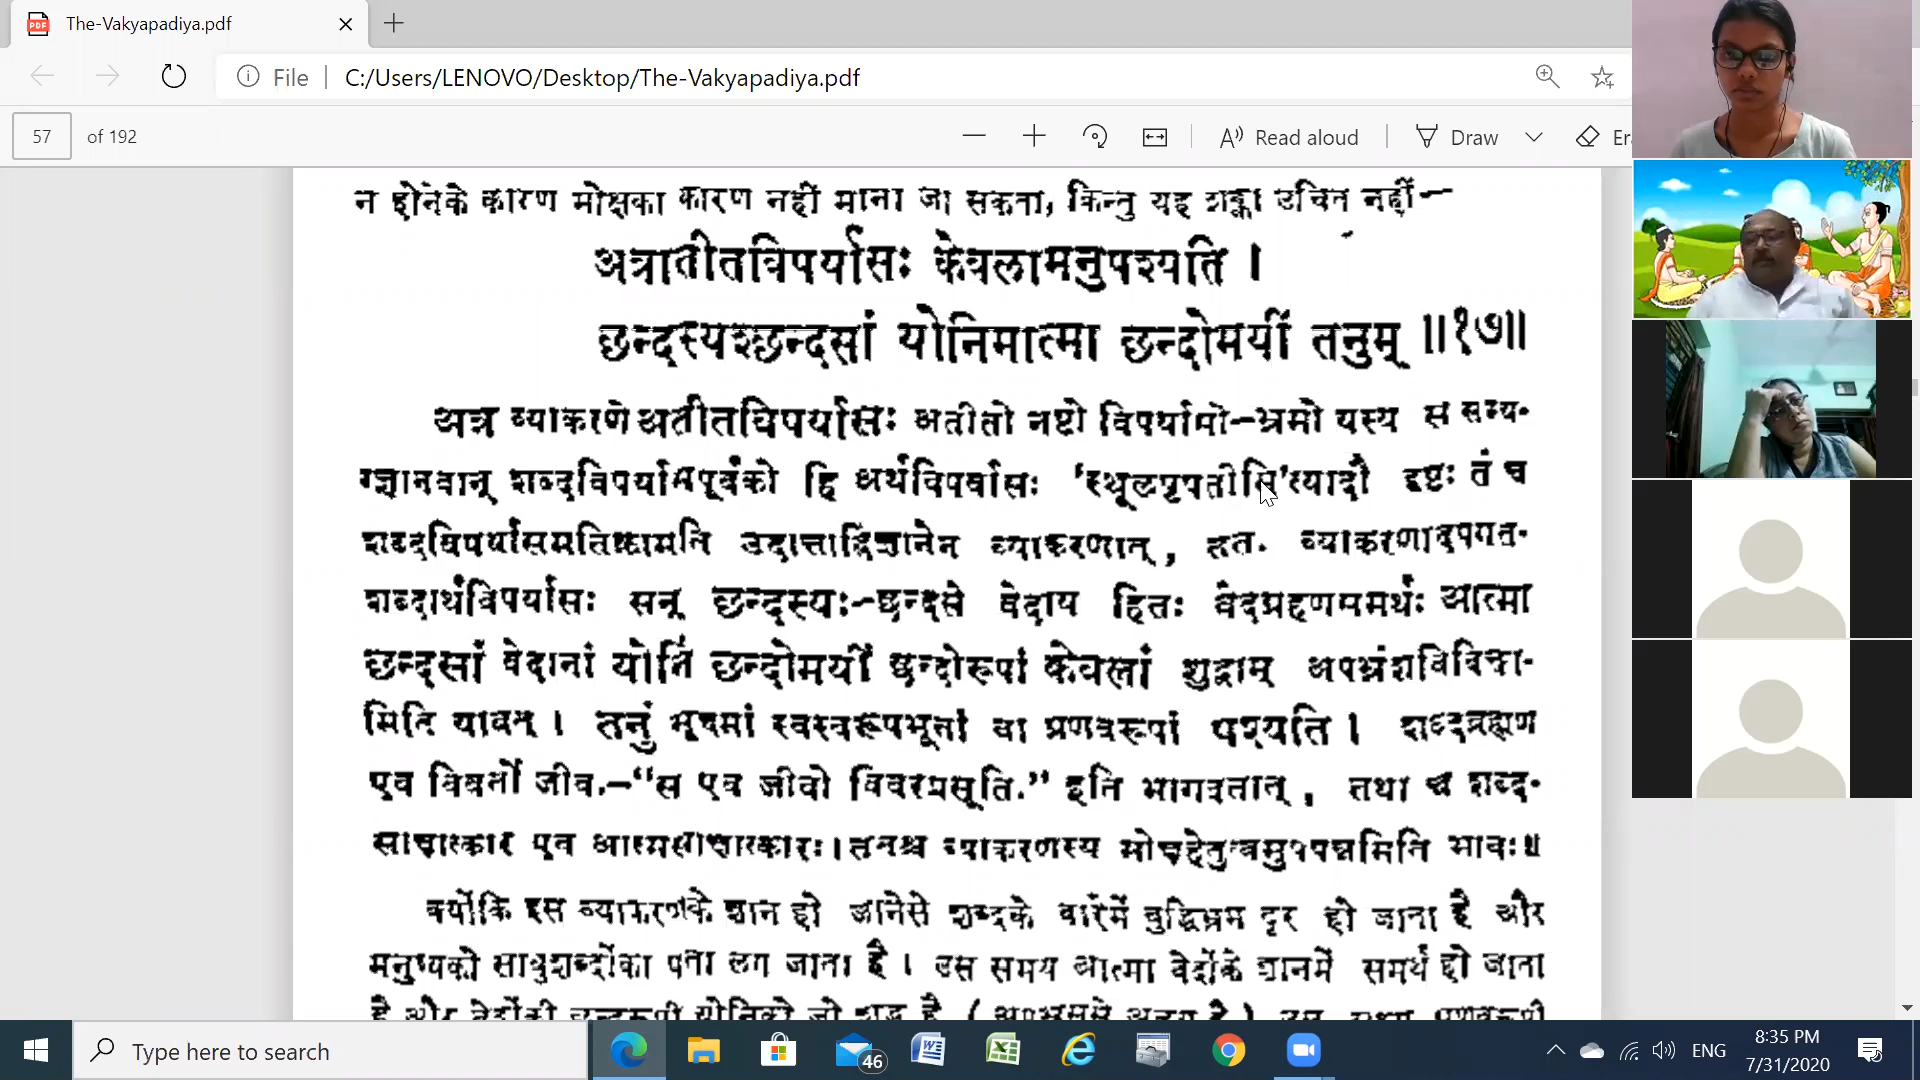 The-Vakyapadiya.pdf
File C:/Users/LENOVO/Desktop/The-Vakyapadiya.pdf
57 of 192 Read aloud Draw
न होनेके कारण मोक्षका कारण नहीं माना जा सकता, किन्तु यह शङ्का उचित नहीं—
अत्रातीतविपर्यासः केवलामनुपश्यति ।
छन्दस्यश्छन्दसां योनिमात्मा छन्दोमयीं तनुम् ॥१७॥
अत्र व्याकरणे अतीतविपर्यासः अतीतो नष्टो विपर्यासो-भ्रमो यस्य स सम्य-
ग्ज्ञानवान् शब्दविपर्यासपूर्वको हि अर्थविपर्यासः 'स्थूलपृषतीमि'त्यादौ दृष्टः तं च
शब्दविपर्यासमतिक्रामति उदात्तादिज्ञानेन व्याकरणात्, ततः व्याकरणादपगत-
शब्दार्थविपर्यासः सन् छन्दस्यः-छन्दसे वेदाय हितः वेदग्रहणसमर्थः आत्मा
छन्दसां वेदानां योनिं छन्दोमयीं छन्दोरूपां केवलां शुद्धाम् अपभ्रंशविविक्ता-
मिति यावत् । तनुं सूक्ष्मां स्वस्वरूपभूतां वा प्रणवरूपां पश्यति । शब्दब्रह्मण
एव विवर्तो जीवः-"स एव जीवो विवरप्रसूतिः" इति भागवतात्, तथा च शब्द-
साक्षात्कार एव आत्मसाक्षात्कारः । ततश्च व्याकरणस्य मोक्षहेतुत्वमुपपन्नमिति भावः ॥
क्योंकि इस व्याकरणके ज्ञान हो जानेसे शब्दके बारेमें बुद्धिभ्रम दूर हो जाता है और
मनुष्यको साधुशब्दोंका पता लग जाता है । उस समय आत्मा वेदोंके ज्ञानमें समर्थ हो जाता
Type here to search
46
ENG
8:35 PM
7/31/2020